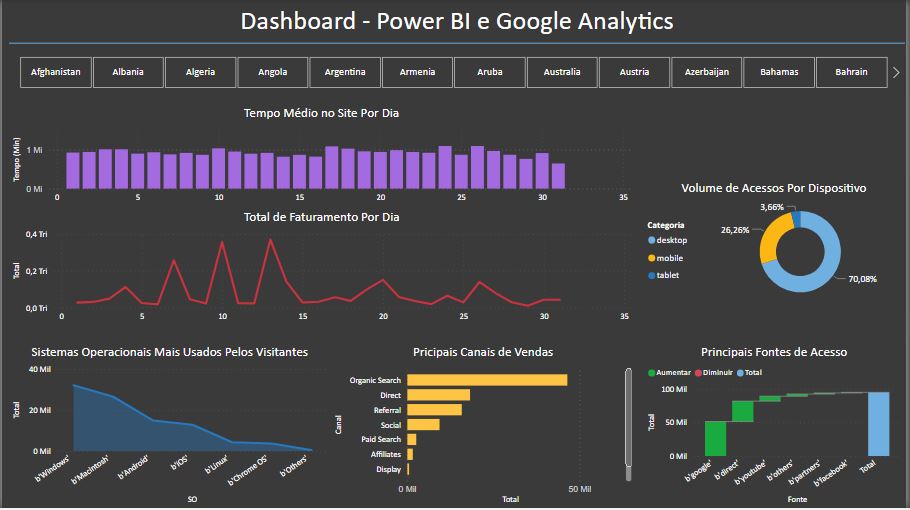 Dashboard - Power BI e Google Analytics
Afghanistan Albania Algeria Angola Argentina Armenia Aruba Australia Austria Azerbaijan Bahamas Bahrain
Tempo Médio no Site Por Dia
Tempo (Min)
1 Mi
0 Mi
0 5 10 15 20 25 30 35
Total de Faturamento Por Dia
Total
0,4 Tri
0,2 Tri
0,0 Tri
0 5 10 15 20 25 30 35
Volume de Acessos Por Dispositivo
Categoria
desktop
mobile
tablet
3,66%
26,26%
70,08%
Sistemas Operacionais Mais Usados Pelos Visitantes
Total
40 Mil
20 Mil
0 Mil
b'Windows' b'Macintosh' b'Android' b'iOS' b'Linux' b'Chrome OS' b'Others'
SO
Pricipais Canais de Vendas
Canal
Organic Search
Direct
Referral
Social
Paid Search
Affiliates
Display
0 Mil 50 Mil
Total
Principais Fontes de Acesso
Aumentar Diminuir Total
Total
100 Mil
50 Mil
0 Mil
b'google' b'direct' b'youtube' b'others' b'partners' b'facebook' Total
Fonte